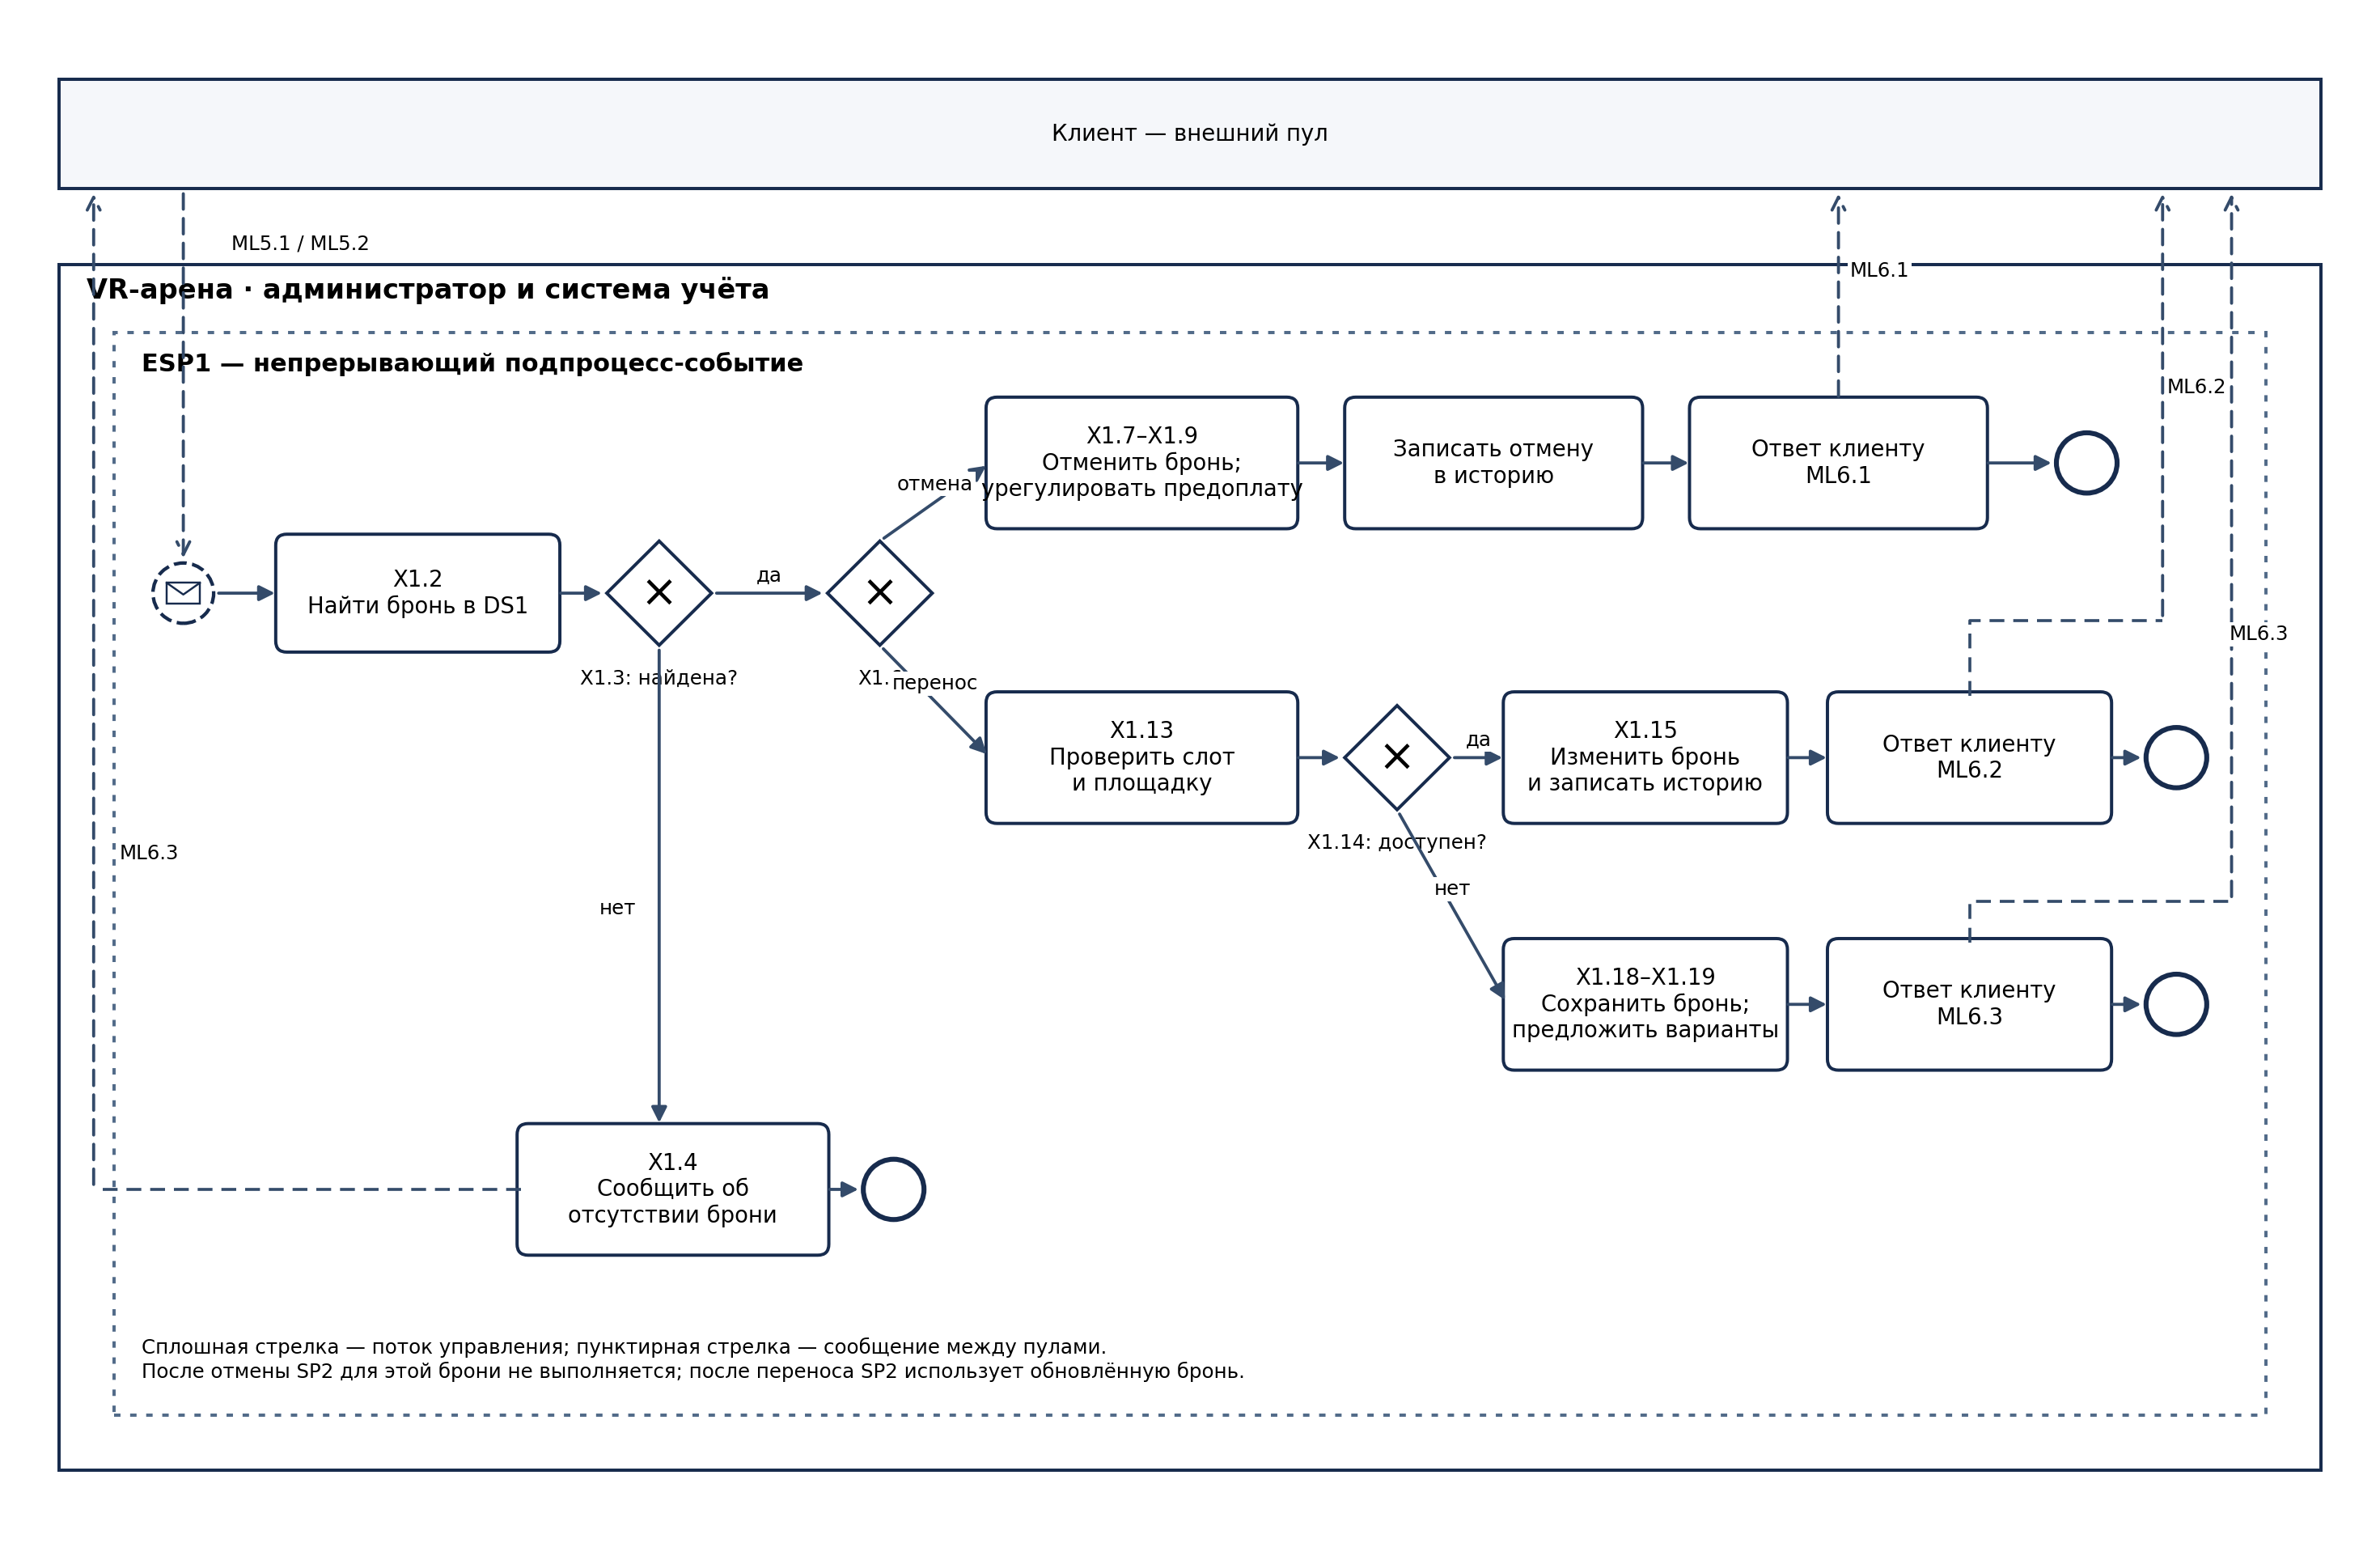 Клиент — внешний пул
ML5.1 / ML5.2
ML6.1
VR-арена · администратор и система учёта
ESP1 — непрерывающий подпроцесс-событие
ML6.2
X1.7–X1.9
Отменить бронь;
урегулировать предоплату
Записать отмену
в историю
Ответ клиенту
ML6.1
отмена
X1.2
Найти бронь в DS1
да
X1.3: найдена?
перенос
ML6.3
X1.13
Проверить слот
и площадку
да
X1.15
Изменить бронь
и записать историю
Ответ клиенту
ML6.2
X1.14: доступен?
ML6.3
нет
нет
X1.18–X1.19
Сохранить бронь;
предложить варианты
Ответ клиенту
ML6.3
X1.4
Сообщить об
отсутствии брони
Сплошная стрелка — поток управления; пунктирная стрелка — сообщение между пулами.
После отмены SP2 для этой брони не выполняется; после переноса SP2 использует обновлённую бронь.